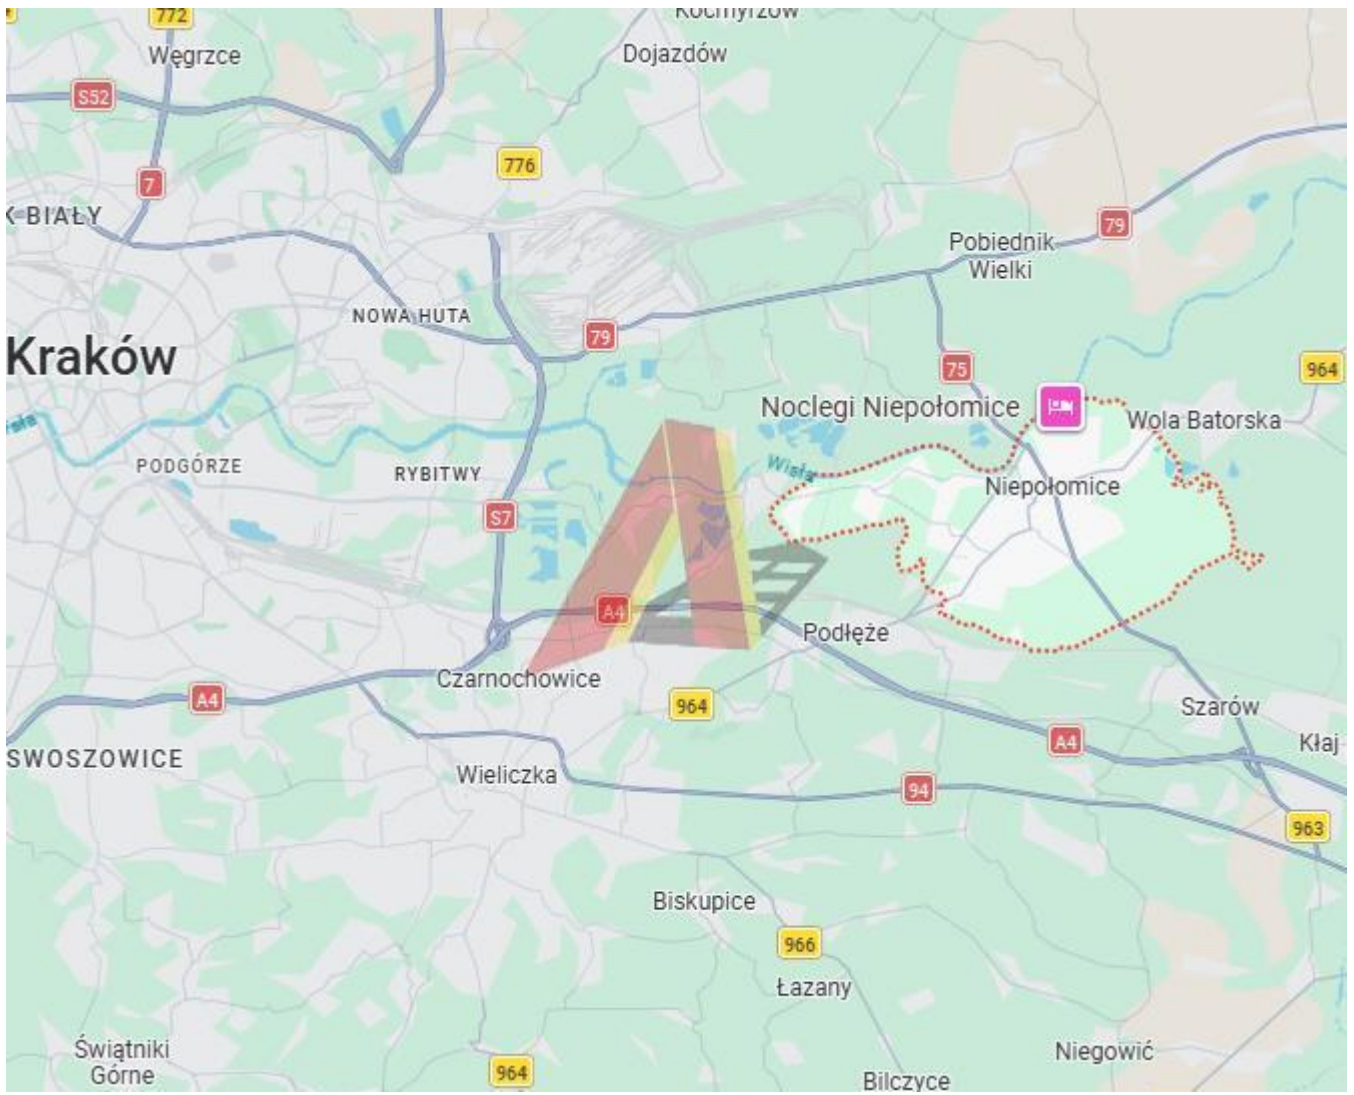 772
Węgrzce
Kocmyrzów
Dojazdów
S52
776
7
K-BIAŁY
79
Pobiednik
Wielki
NOWA HUTA
79
Kraków
75
964
Noclegi Niepołomice
Wola Batorska
PODGÓRZE
RYBITWY
Wisła
Niepołomice
S7
A4
Podłęże
Czarnochowice
A4
964
Szarów
A4
Kłaj
SWOSZOWICE
Wieliczka
94
963
Biskupice
966
Łazany
Świątniki
Górne
964
Niegowić
Bilczyce